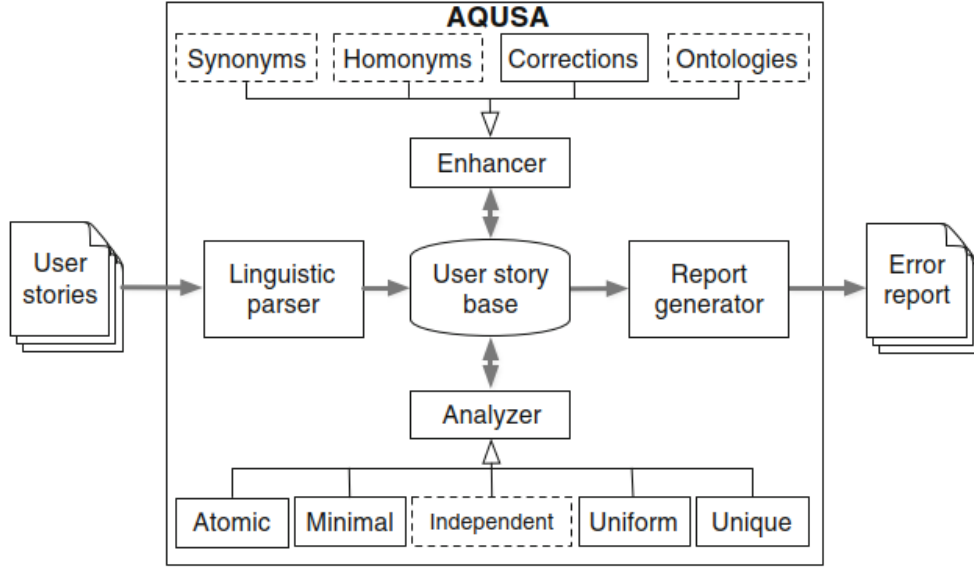 AQUSA
Synonyms
Homonyms
Corrections
Ontologies
Enhancer
User
stories
Linguistic
parser
User story
base
Report
generator
Error
report
Analyzer
Atomic
Minimal
Independent
Uniform
Unique